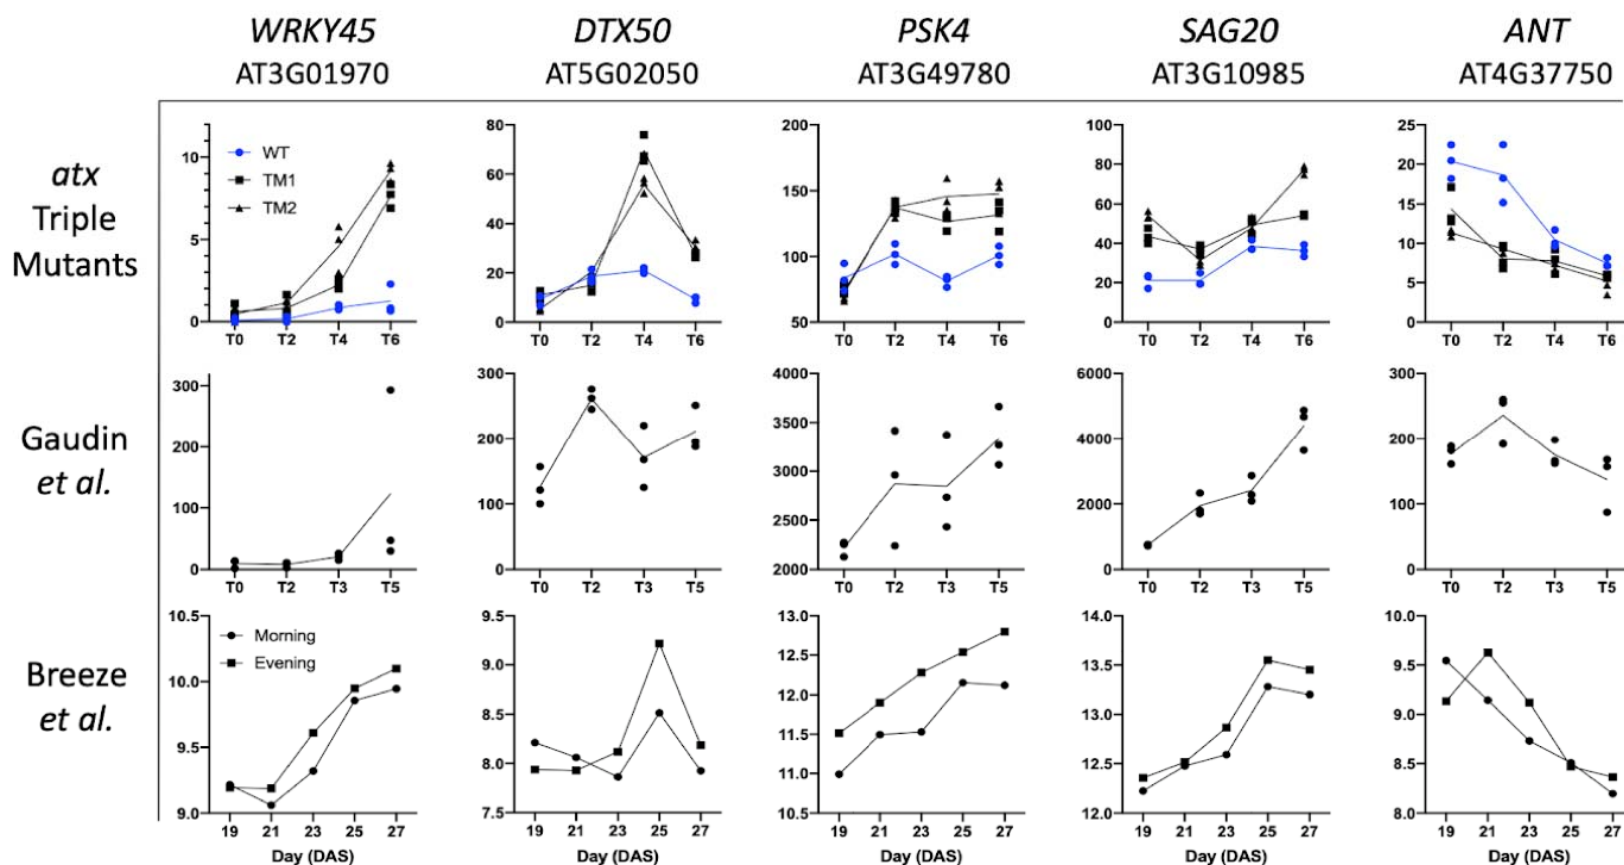 WRKY45 DTX50 PSK4 SAG20 ANT
AT3G01970 AT5G02050 AT3G49780 AT3G10985 AT4G37750
atx
Triple
Mutants
10
5
0
WT
TM1
TM2
T0 T2 T4 T6
80
60
40
20
0
T0 T2 T4 T6
200
150
100
50
T0 T2 T4 T6
100
80
60
40
20
0
T0 T2 T4 T6
25
20
15
10
5
0
T0 T2 T4 T6
Gaudin
et al.
300
200
100
0
T0 T2 T3 T5
300
200
100
0
T0 T2 T3 T5
4000
3500
3000
2500
2000
T0 T2 T3 T5
6000
4000
2000
0
T0 T2 T3 T5
300
200
100
0
T0 T2 T3 T5
Breeze
et al.
10.5
10.0
9.5
9.0
Morning
Evening
19 21 23 25 27
Day (DAS)
9.5
9.0
8.5
8.0
7.5
19 21 23 25 27
Day (DAS)
13.0
12.5
12.0
11.5
11.0
10.5
19 21 23 25 27
Day (DAS)
14.0
13.5
13.0
12.5
12.0
19 21 23 25 27
Day (DAS)
10.0
9.5
9.0
8.5
8.0
19 21 23 25 27
Day (DAS)